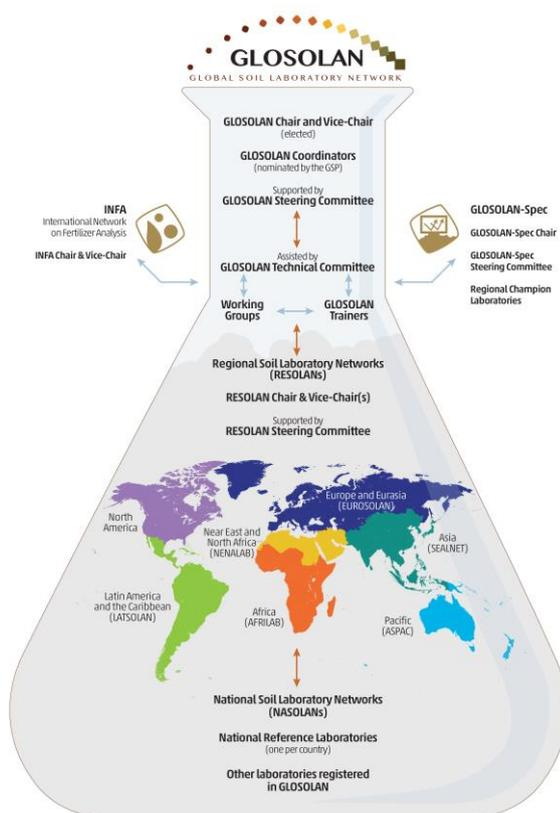 GLOSOLAN
GLOBAL SOIL LABORATORY NETWORK
GLOSOLAN Chair and Vice-Chair
(elected)
GLOSOLAN Coordinators
(nominated by the GSP)
Supported by
GLOSOLAN Steering Committee
INFA
International Network
on Fertilizer Analysis
INFA Chair & Vice-Chair
GLOSOLAN-Spec
GLOSOLAN-Spec Chair
GLOSOLAN-Spec
Steering Committee
Regional Champion
Laboratories
Assisted by
GLOSOLAN Technical Committee
Working
Groups
GLOSOLAN
Trainers
Regional Soil Laboratory Networks
(RESOLANs)
RESOLAN Chair & Vice-Chair(s)
Supported by
RESOLAN Steering Committee
North
America
Europe and Eurasia
(EUROSOLAN)
Near East and
North Africa
(NENALAB)
Asia
(SEALNET)
Latin America
and the Caribbean
(LATSOLAN)
Africa
(AFRILAB)
Pacific
(ASPAC)
National Soil Laboratory Networks
(NASOLANs)
National Reference Laboratories
(one per country)
Other laboratories registered
in GLOSOLAN